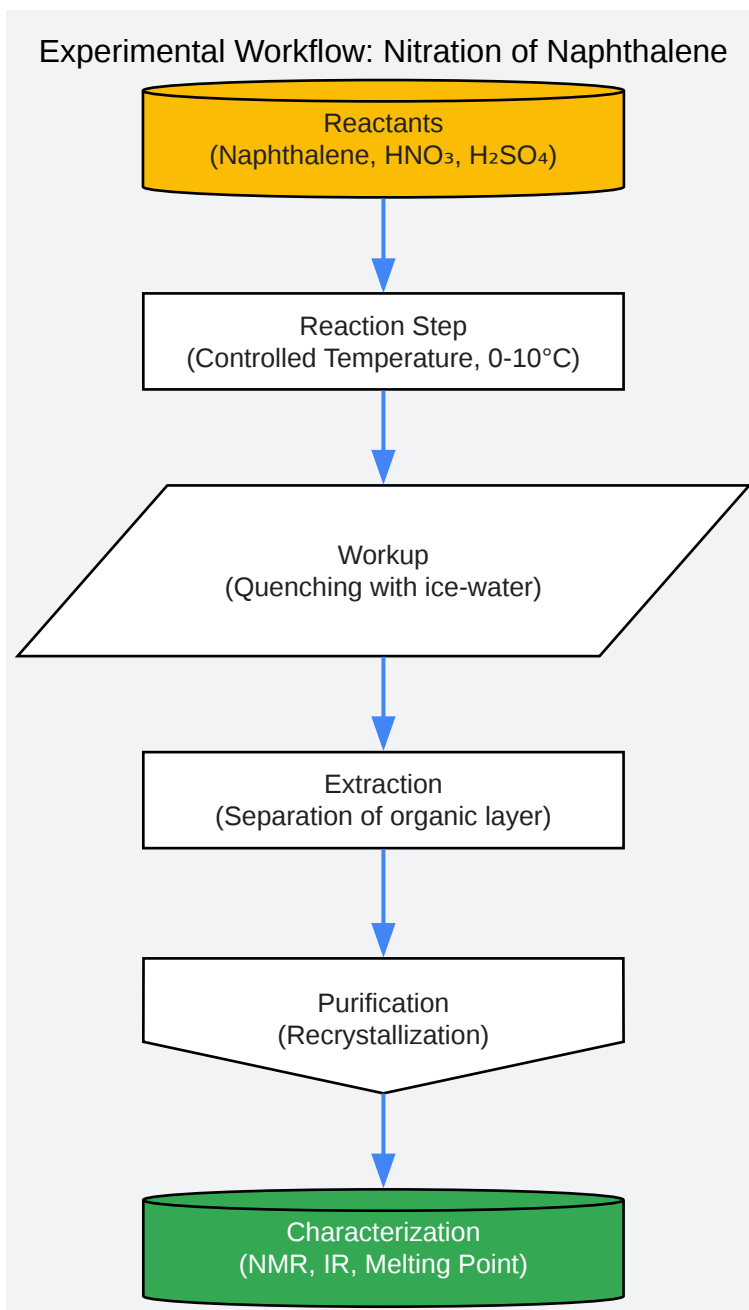 Experimental Workflow: Nitration of Naphthalene
Reactants
(Naphthalene, HNO₃, H₂SO₄)
Reaction Step
(Controlled Temperature, 0-10°C)
Workup
(Quenching with ice-water)
Extraction
(Separation of organic layer)
Purification
(Recrystallization)
Characterization
(NMR, IR, Melting Point)